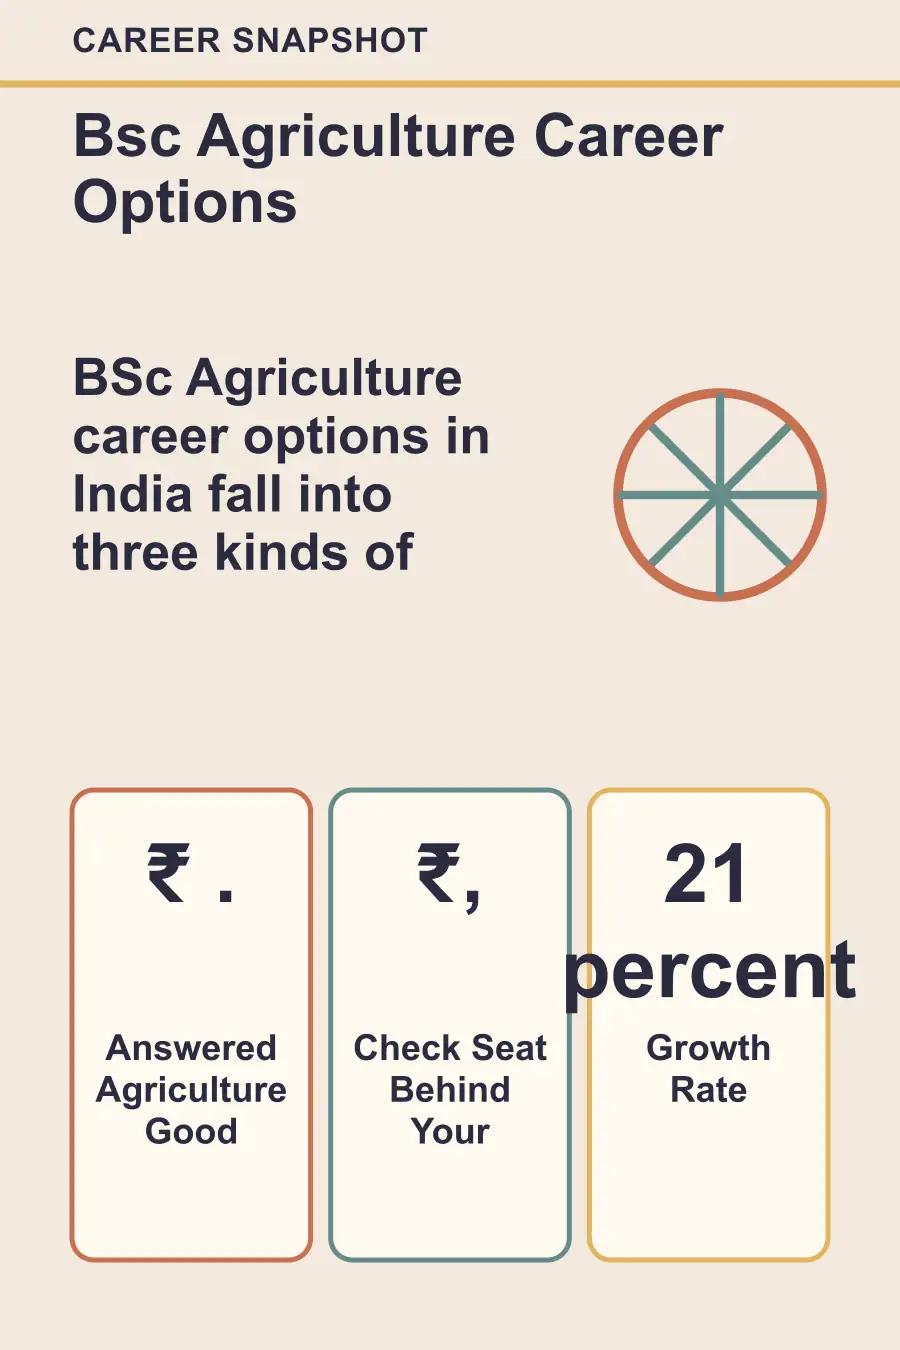 CAREER SNAPSHOT
Bsc Agriculture Career
Options
BSc Agriculture
career options in
India fall into
three kinds of
₹ .
Answered
Agriculture
Good
₹,
Check Seat
Behind
Your
21
percent
Growth
Rate